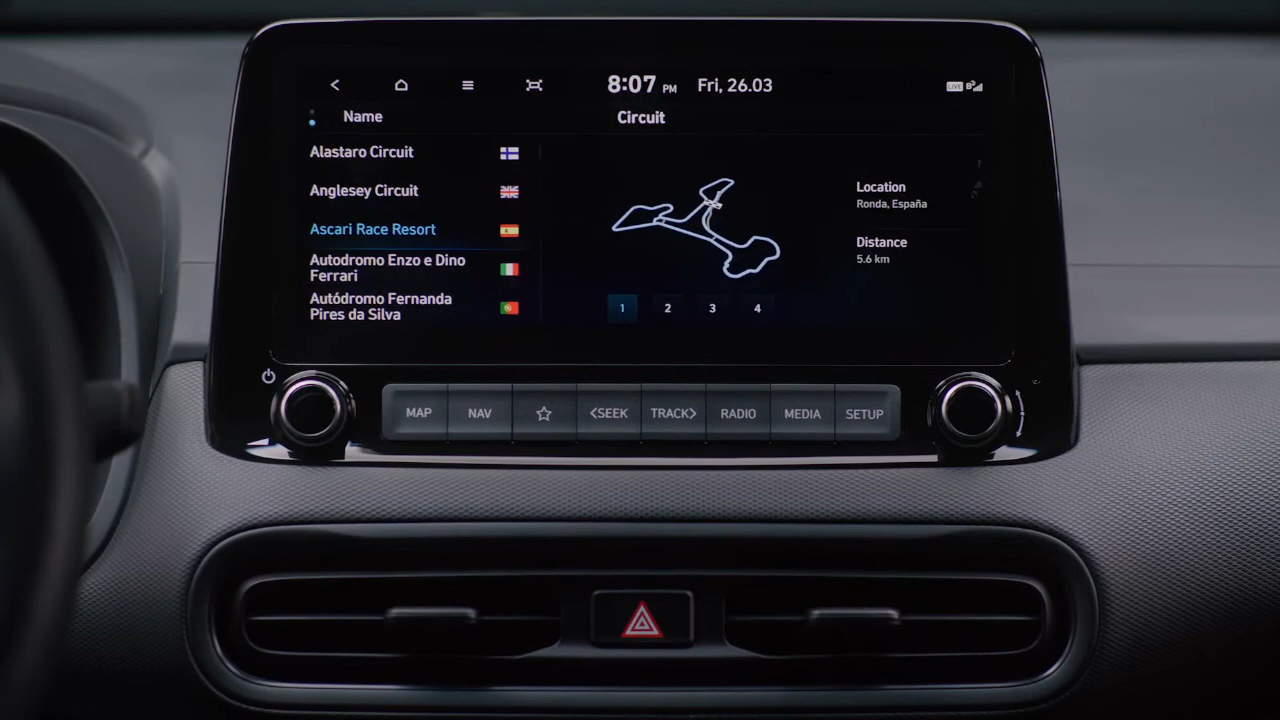 8:07 PM Fri, 26.03
LIVE
Name
Circuit
Alastaro Circuit
Anglesey Circuit
Ascari Race Resort
Autodromo Enzo e Dino
Ferrari
Autódromo Fernanda
Pires da Silva
Location
Ronda, España
Distance
5.6 km
1 2 3 4
MAP NAV <SEEK TRACK> RADIO MEDIA SETUP